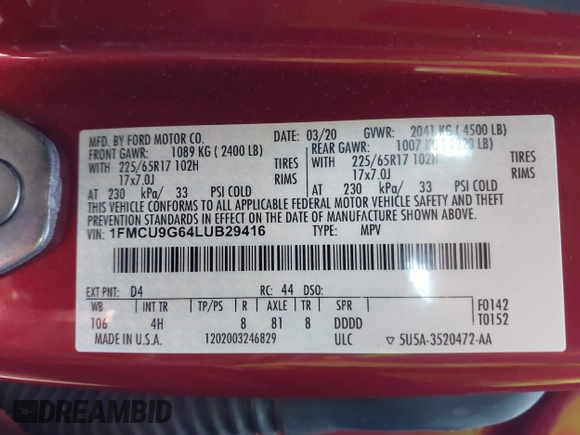 MFD. BY FORD MOTOR CO.
DATE: 03/20 GVWR: 2041 KG ( 4500 LB)
FRONT GAWR: 1089 KG ( 2400 LB)
REAR GAWR: 1007 KG ( 2220 LB)
WITH 225/65R17 102H TIRES
17x7.0J RIMS
WITH 225/65R17 102H TIRES
17x7.0J RIMS
AT 230 kPa/ 33 PSI COLD
AT 230 kPa/ 33 PSI COLD
THIS VEHICLE CONFORMS TO ALL APPLICABLE FEDERAL MOTOR VEHICLE SAFETY AND THEFT
PREVENTION STANDARDS IN EFFECT ON THE DATE OF MANUFACTURE SHOWN ABOVE.
VIN: 1FMCU9G64LUB29416 TYPE: MPV
EXT PNT: D4 RC: 44 DSO:
WB INT TR TP/PS R AXLE TR SPR
106 4H 8 81 8 DDDD
F0142
T0152
MADE IN U.S.A. 1202003246829 ULC 5U5A-3520472-AA
DREAMBID